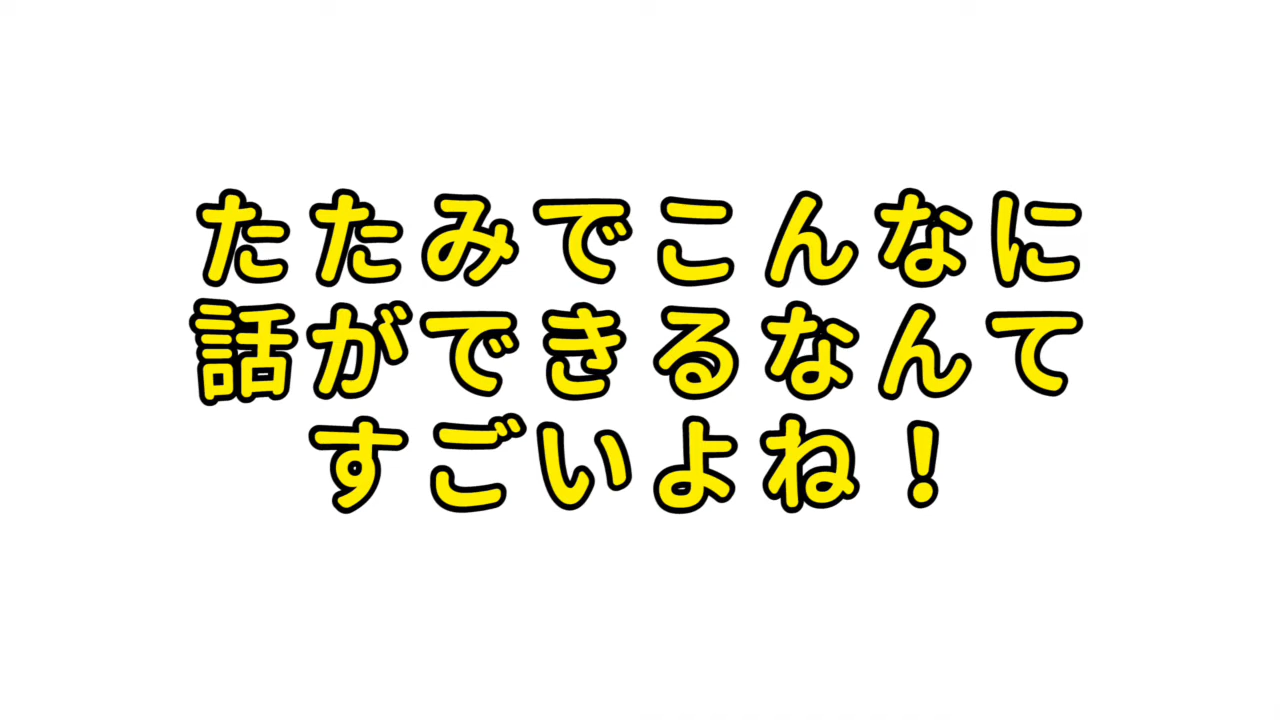 たたみでこんなに
話ができるなんて
すごいよね！